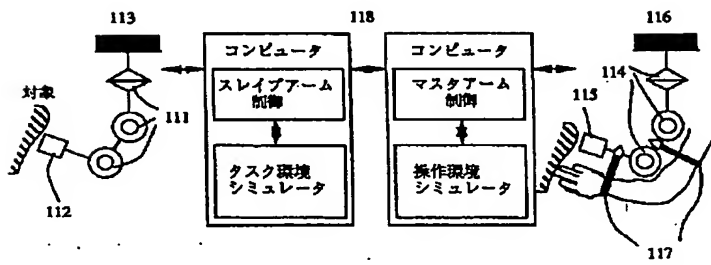 113
118
116
コンピュータ
コンピュータ
対象
スレイブアーム
制御
マスタアーム
制御
114
115
111
タスク環境
シミュレータ
操作環境
シミュレータ
112
117